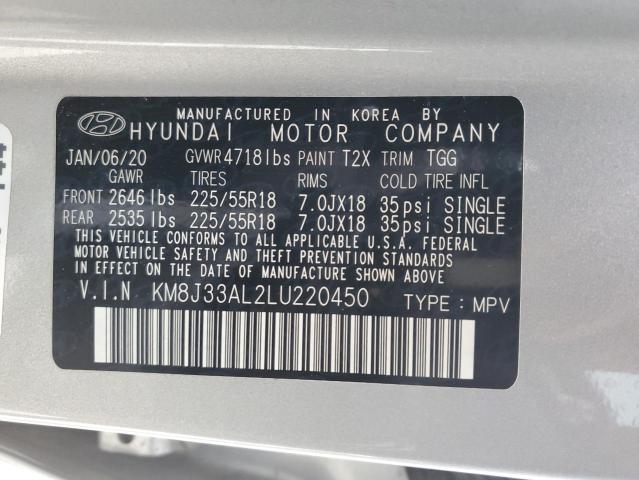 MANUFACTURED IN KOREA BY
HYUNDAI MOTOR COMPANY
JAN/06/20 GVWR 4718lbs PAINT T2X TRIM TGG
GAWR TIRES RIMS COLD TIRE INFL
FRONT 2646 lbs 225/55R18 7.0JX18 35psi SINGLE
REAR 2535 lbs 225/55R18 7.0JX18 35psi SINGLE
THIS VEHICLE CONFORMS TO ALL APPLICABLE U.S.A. FEDERAL
MOTOR VEHICLE SAFETY AND THEFT PREVENTION STANDARDS
IN EFFECT ON THE DATE OF MANUFACTURE SHOWN ABOVE.
V.I.N KM8J33AL2LU220450 TYPE : MPV